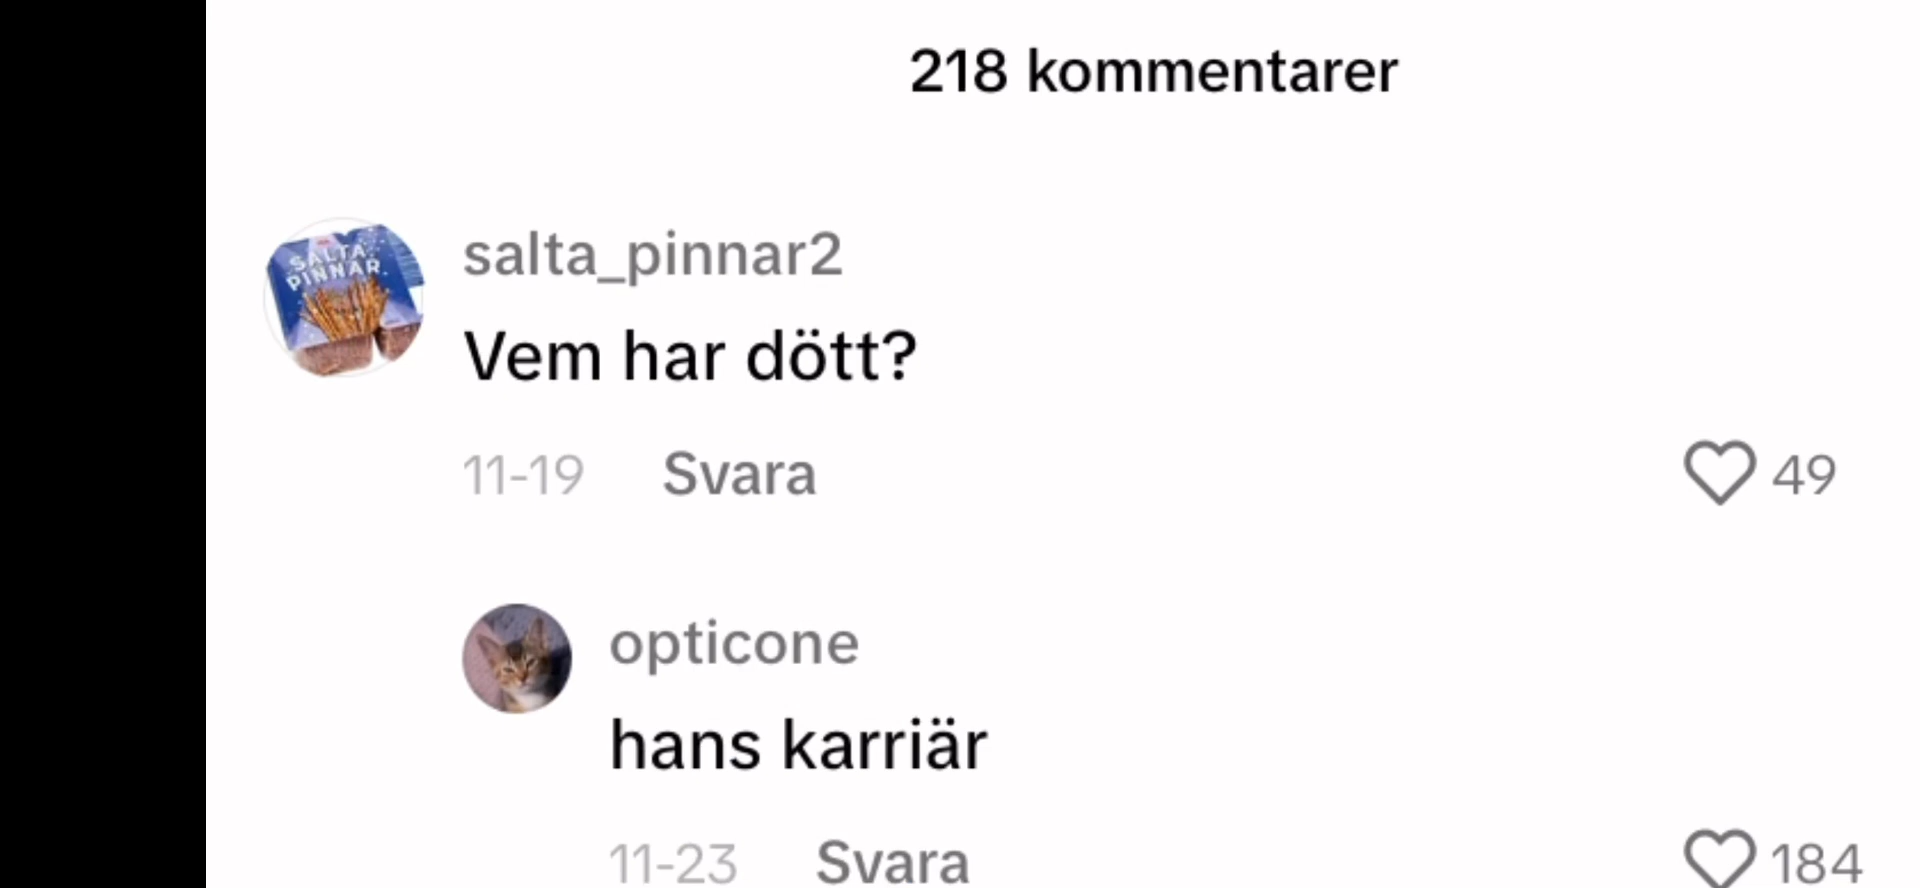 218 kommentarer
SALTA
PINNAR
salta_pinnar2
Vem har dött?
11-19 Svara 49
opticone
hans karriär
11-23 Svara 184